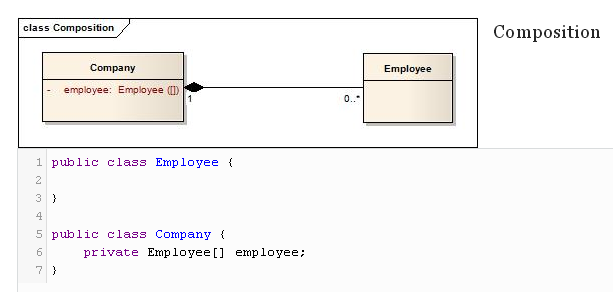 class Composition
Composition
Company
Employee
- employee: Employee ([])
1
0..*
1 public class Employee {
2
3 }
4
5 public class Company {
6     private Employee[] employee;
7 }